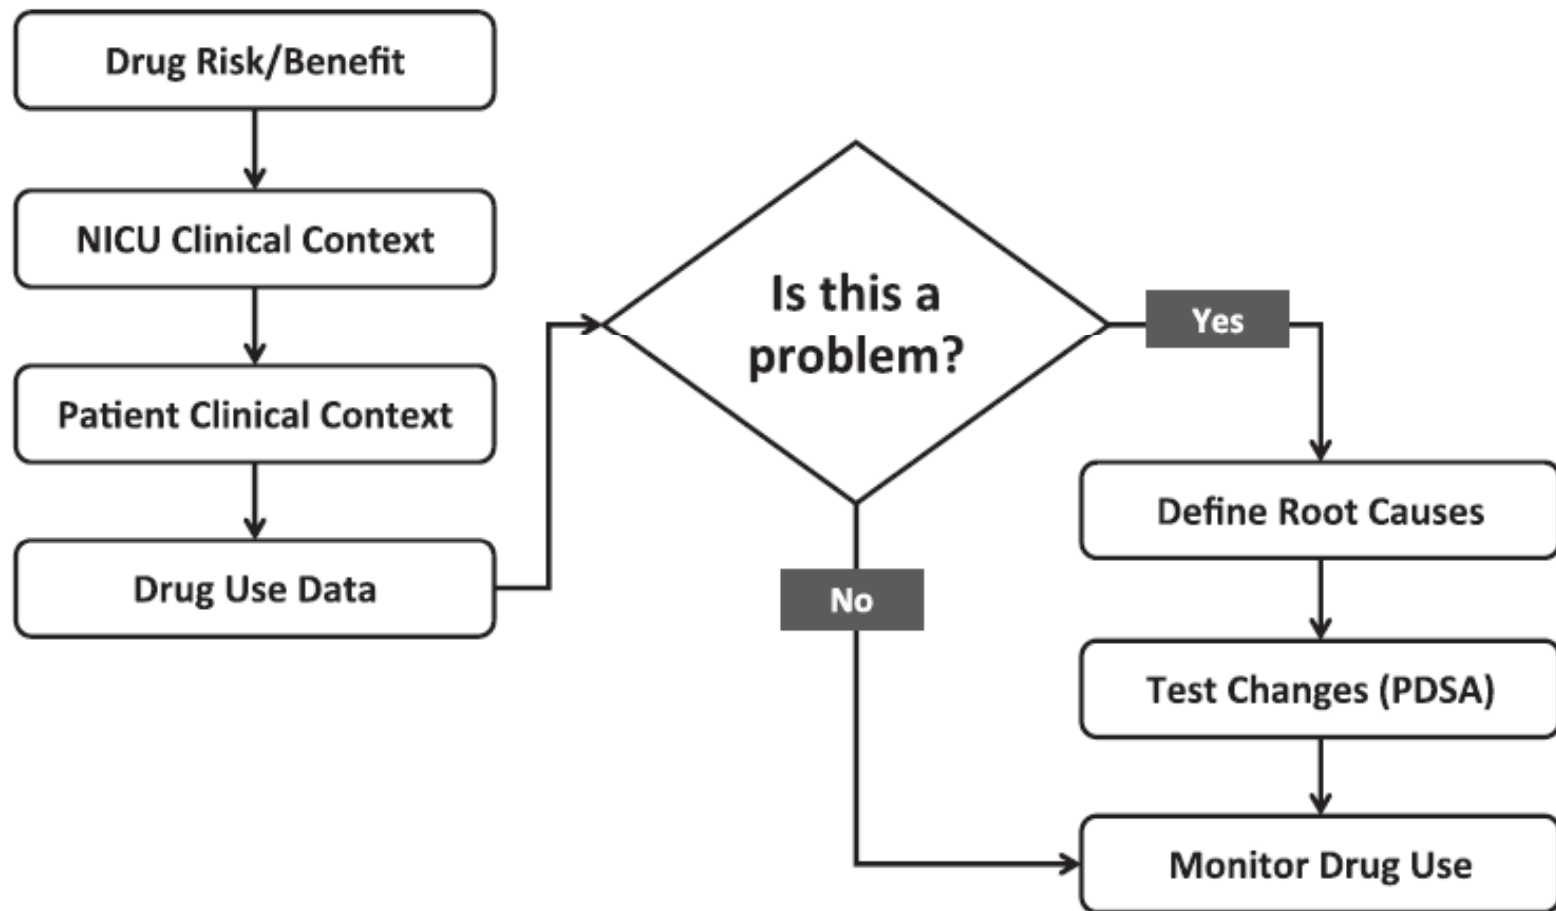 Drug Risk/Benefit
NICU Clinical Context
Patient Clinical Context
Drug Use Data
Is this a
problem?
Yes
No
Define Root Causes
Test Changes (PDSA)
Monitor Drug Use